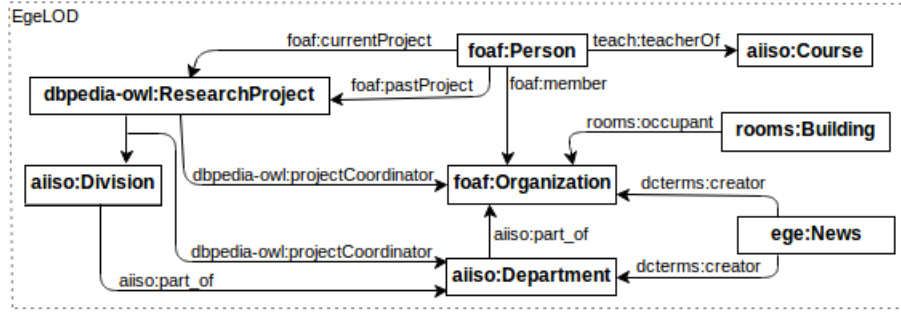 EgeLOD
foaf:currentProject
foaf:Person
teach:teacherOf
aiiso:Course
foaf:pastProject
foaf:member
dbpedia-owl:ResearchProject
rooms:occupant
rooms:Building
aiiso:Division
dbpedia-owl:projectCoordinator
foaf:Organization
dcterms:creator
aiiso:part_of
ege:News
dbpedia-owl:projectCoordinator
aiiso:Department
dcterms:creator
aiiso:part_of